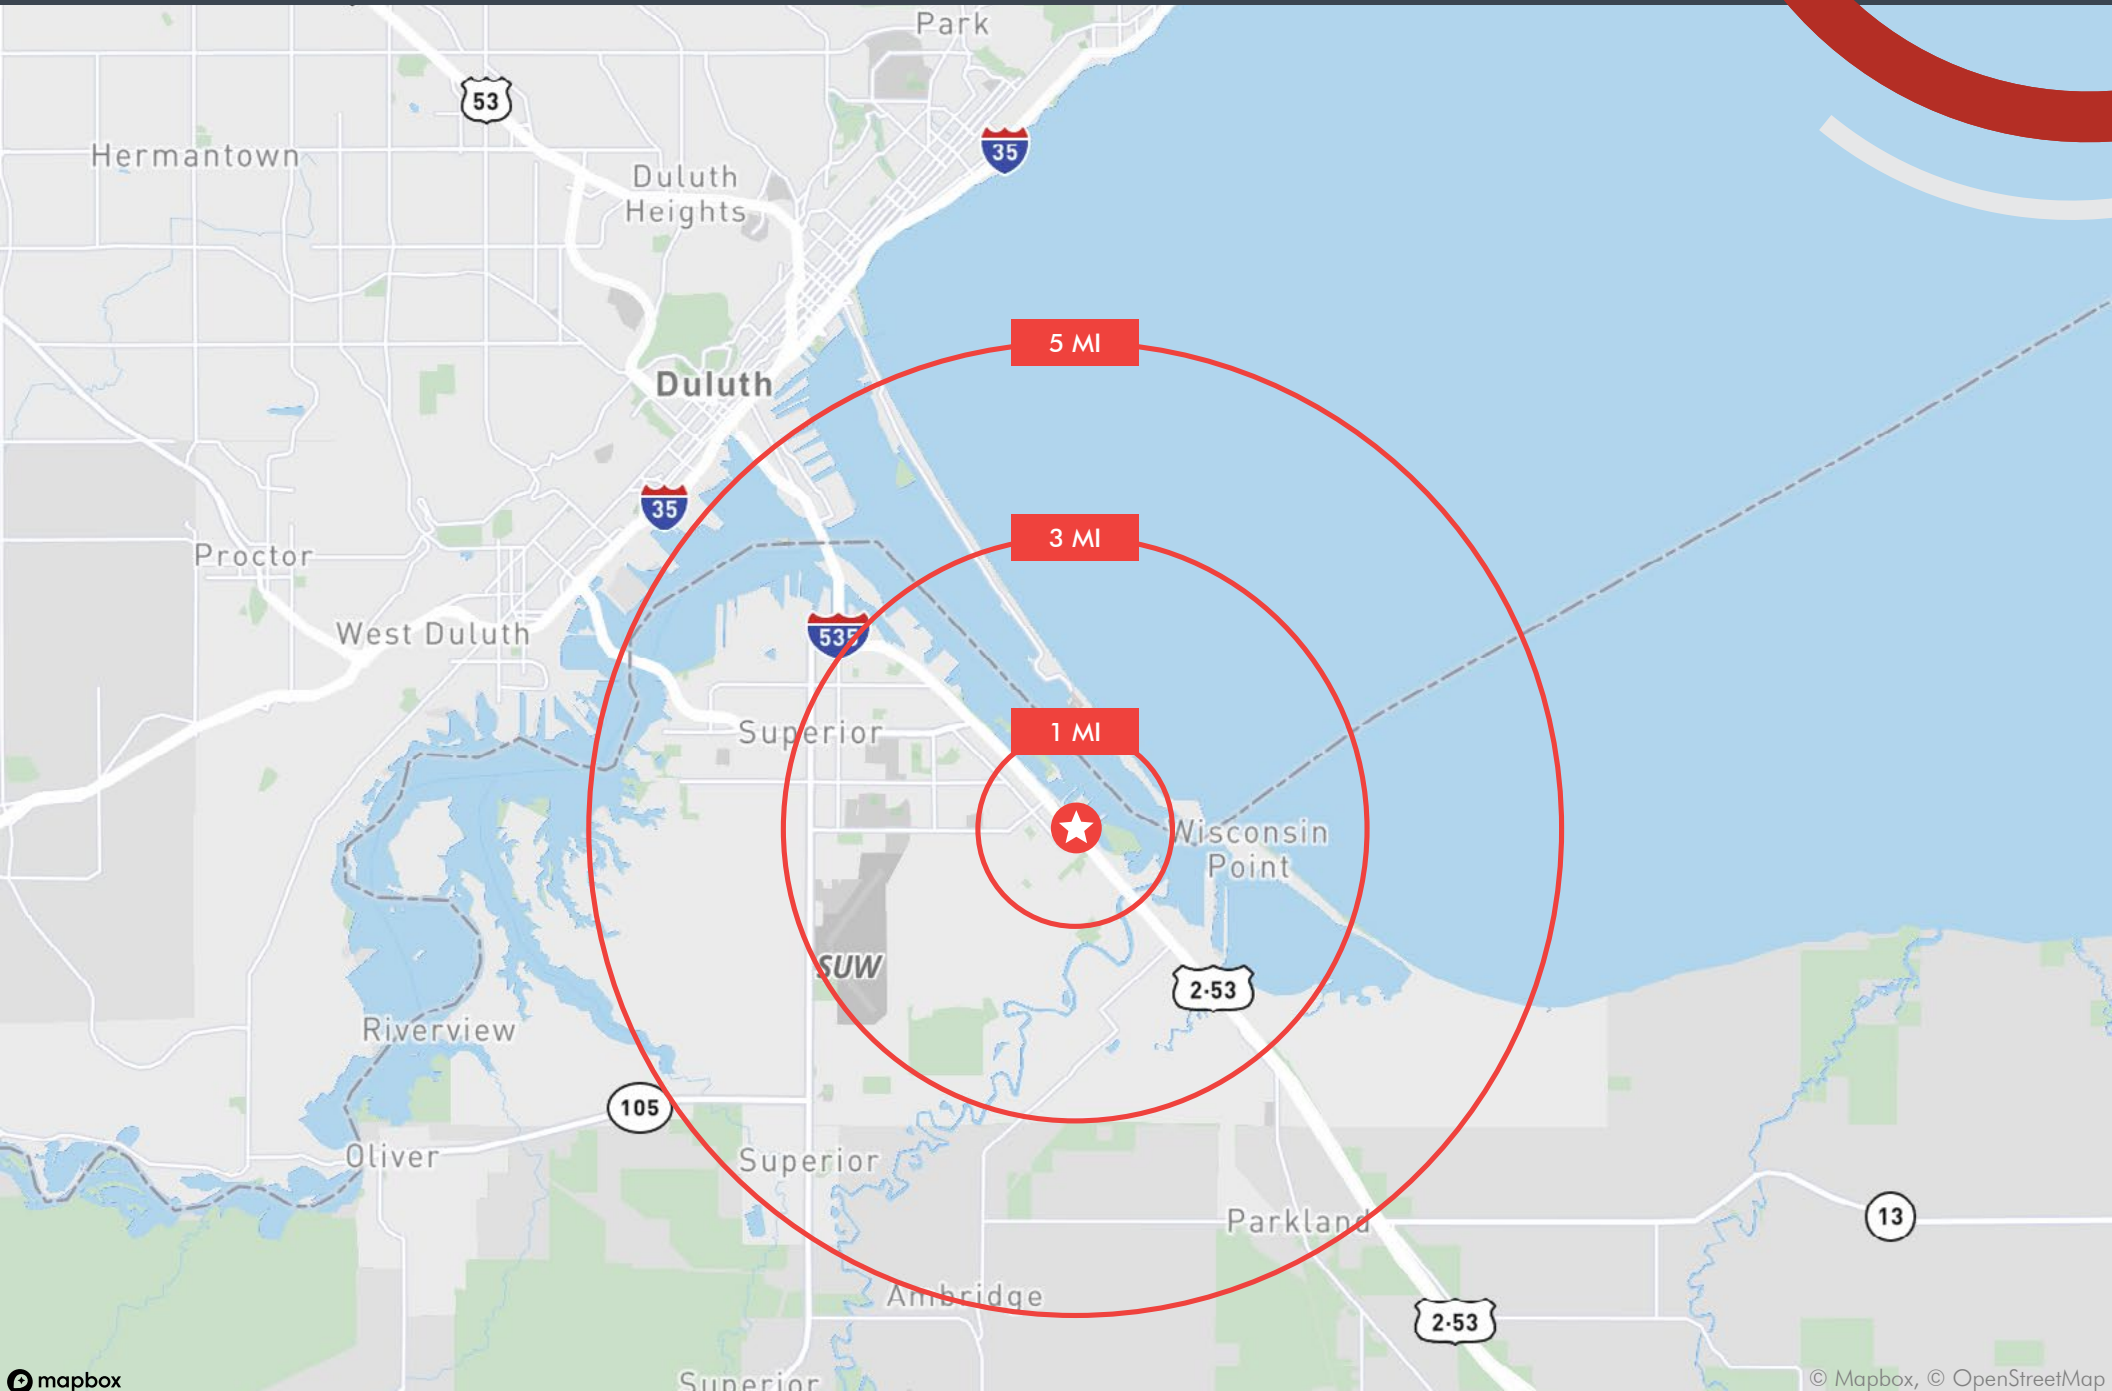 Park
53
Hermantown
35
Duluth
Heights
5 MI
Duluth
35
3 MI
Proctor
535
West Duluth
1 MI
Superior
Wisconsin
Point
SUW
2·53
Riverview
105
Oliver
Superior
Parkland
13
Ambridge
2·53
Superior
mapbox
© Mapbox, © OpenStreetMap